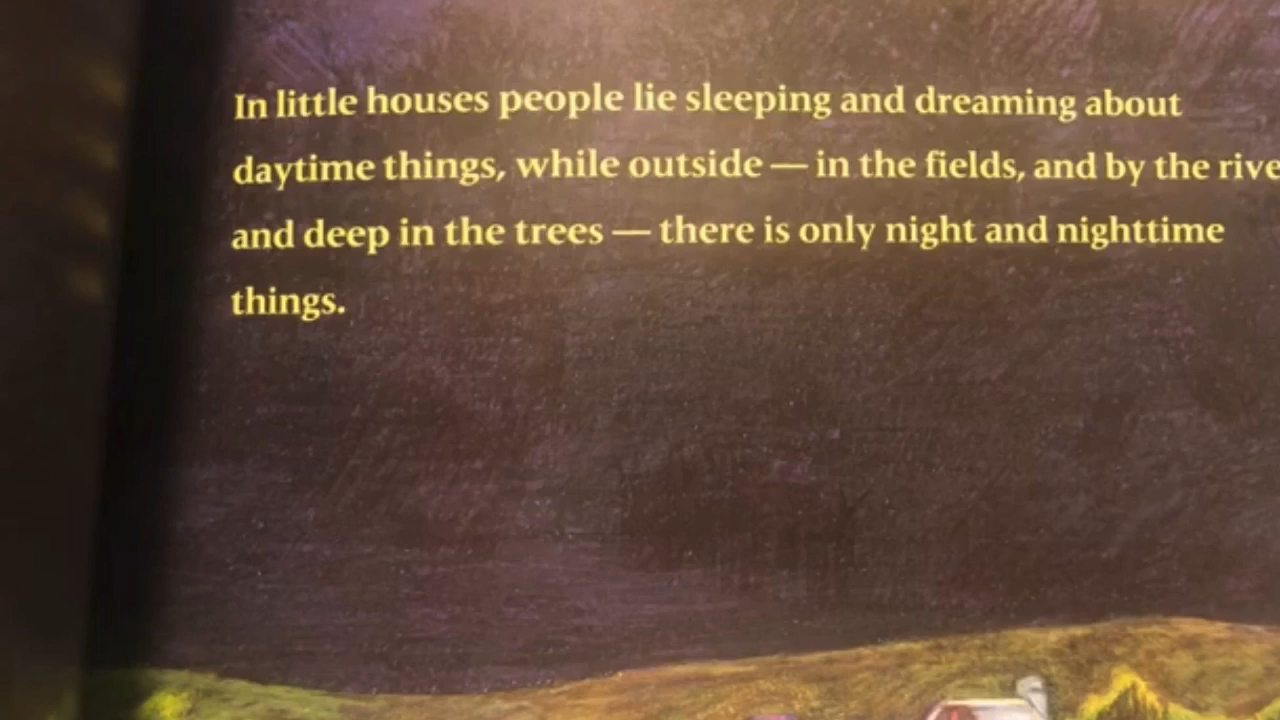 In little houses people lie sleeping and dreaming about
daytime things, while outside — in the fields, and by the rive
and deep in the trees — there is only night and nighttime
things.